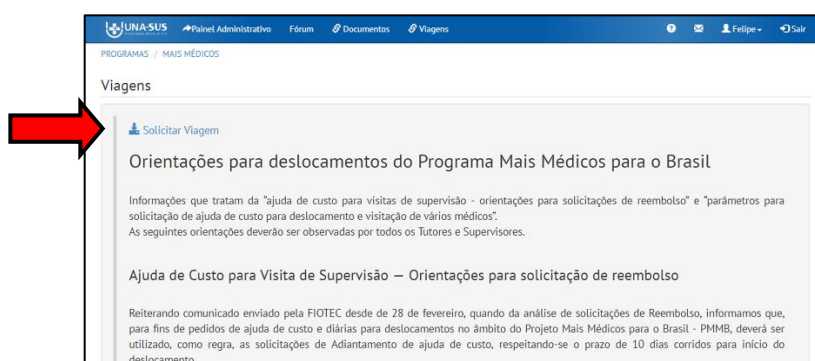 UNA-SUS Painel Administrativo Fórum Documentos Viagens Felipe Sair
PROGRAMAS / MAIS MÉDICOS
Viagens
Solicitar Viagem
Orientações para deslocamentos do Programa Mais Médicos para o Brasil
Informações que tratam da "ajuda de custo para visitas de supervisão - orientações para solicitações de reembolso" e "parâmetros para
solicitação de ajuda de custo para deslocamento e visitação de vários médicos".
As seguintes orientações deverão ser observadas por todos os Tutores e Supervisores.
Ajuda de Custo para Visita de Supervisão — Orientações para solicitação de reembolso
Reiterando comunicado enviado pela FIOTEC desde de 28 de fevereiro, quando da análise de solicitações de Reembolso, informamos que,
para fins de pedidos de ajuda de custo e diárias para deslocamentos no âmbito do Projeto Mais Médicos para o Brasil - PMMB, deverá ser
utilizado, como regra, as solicitações de Adiantamento de ajuda de custo, respeitando-se o prazo de 10 dias corridos para início do
deslocamento